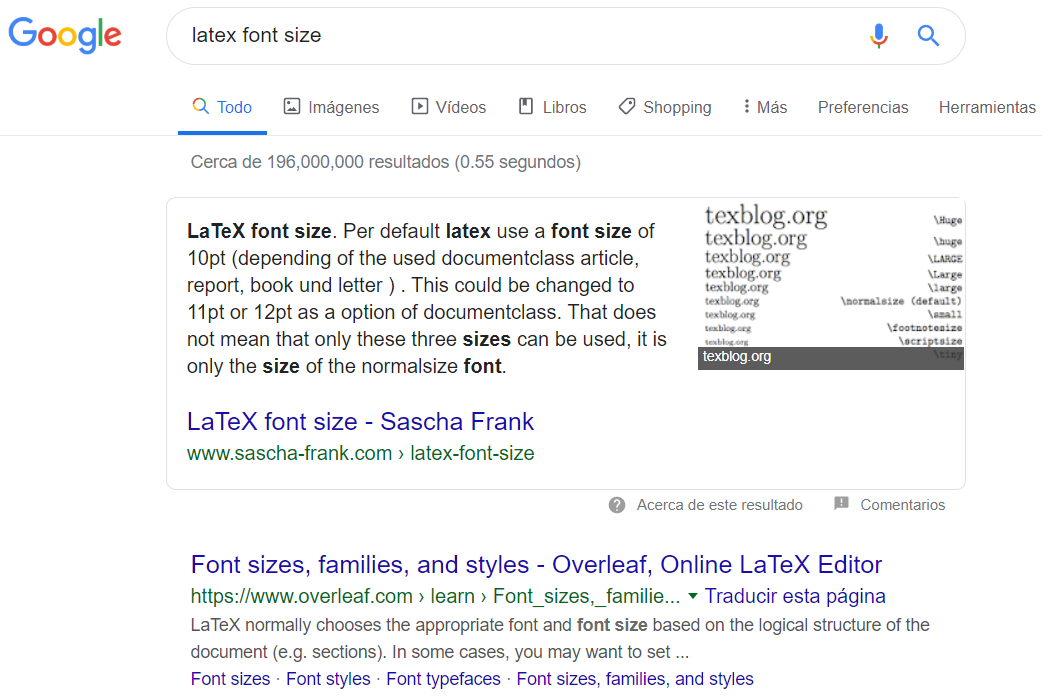 Google
latex font size
Todo Imágenes Vídeos Libros Shopping Más Preferencias Herramientas
Cerca de 196,000,000 resultados (0.55 segundos)
LaTeX font size. Per default latex use a font size of
10pt (depending of the used documentclass article,
report, book und letter ) . This could be changed to
11pt or 12pt as a option of documentclass. That does
not mean that only these three sizes can be used, it is
only the size of the normalsize font.
texblog.org \Huge
texblog.org \huge
texblog.org \LARGE
texblog.org \Large
texblog.org \large
texblog.org \normalsize (default)
texblog.org \small
texblog.org \footnotesize
texblog.org \scriptsize
\tiny
texblog.org
LaTeX font size - Sascha Frank
www.sascha-frank.com › latex-font-size
Acerca de este resultado Comentarios
Font sizes, families, and styles - Overleaf, Online LaTeX Editor
https://www.overleaf.com › learn › Font_sizes,_familie... Traducir esta página
LaTeX normally chooses the appropriate font and font size based on the logical structure of the
document (e.g. sections). In some cases, you may want to set ...
Font sizes · Font styles · Font typefaces · Font sizes, families, and styles